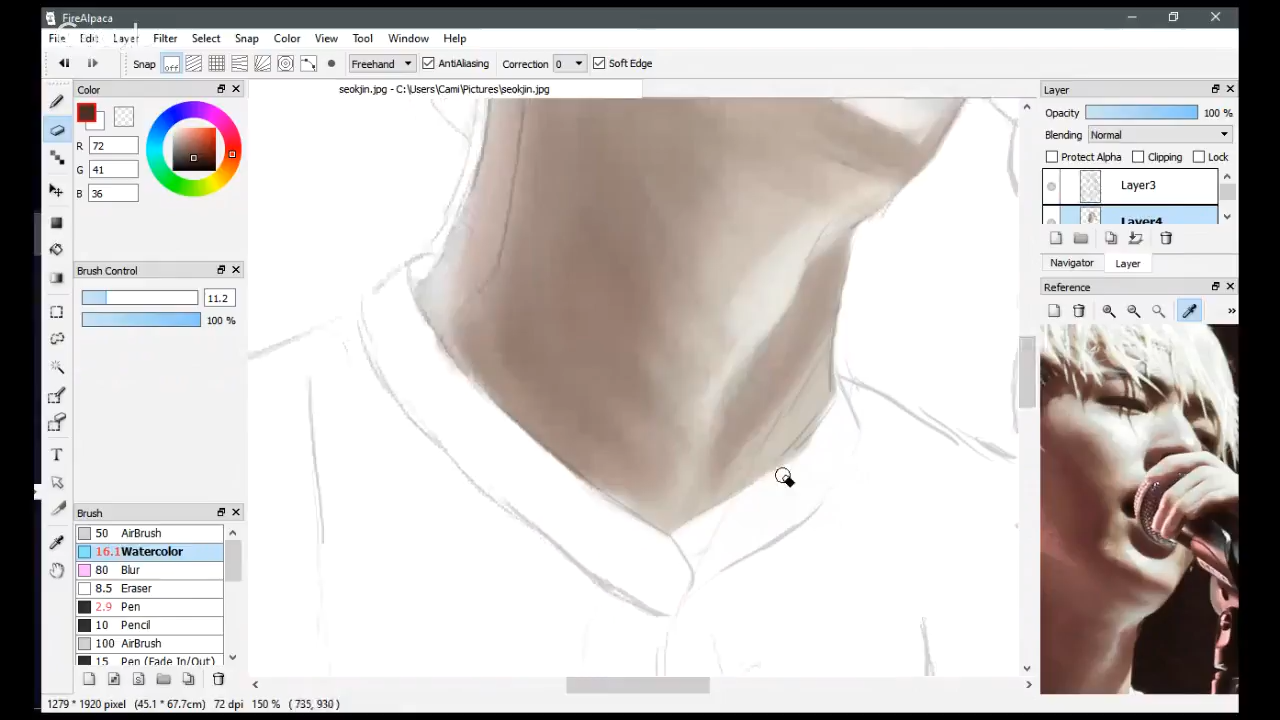 FireAlpaca
File Edit Layer Filter Select Snap Color View Tool Window Help
Snap off Freehand AntiAliasing Correction 0 Soft Edge
Color
seokjin.jpg - C:\Users\Cami\Pictures\seokjin.jpg
Layer
R 72
G 41
B 36
Opacity 100 %
Blending Normal
Protect Alpha Clipping Lock
Layer3
Layer4
Brush Control
11.2
100 %
Navigator Layer
Reference
»
T
Brush
50 AirBrush
16.1 Watercolor
80 Blur
8.5 Eraser
2.9 Pen
10 Pencil
100 AirBrush
15 Pen (Fade In/Out)
1279 * 1920 pixel (45.1 * 67.7cm) 72 dpi 150 % ( 735, 930 )